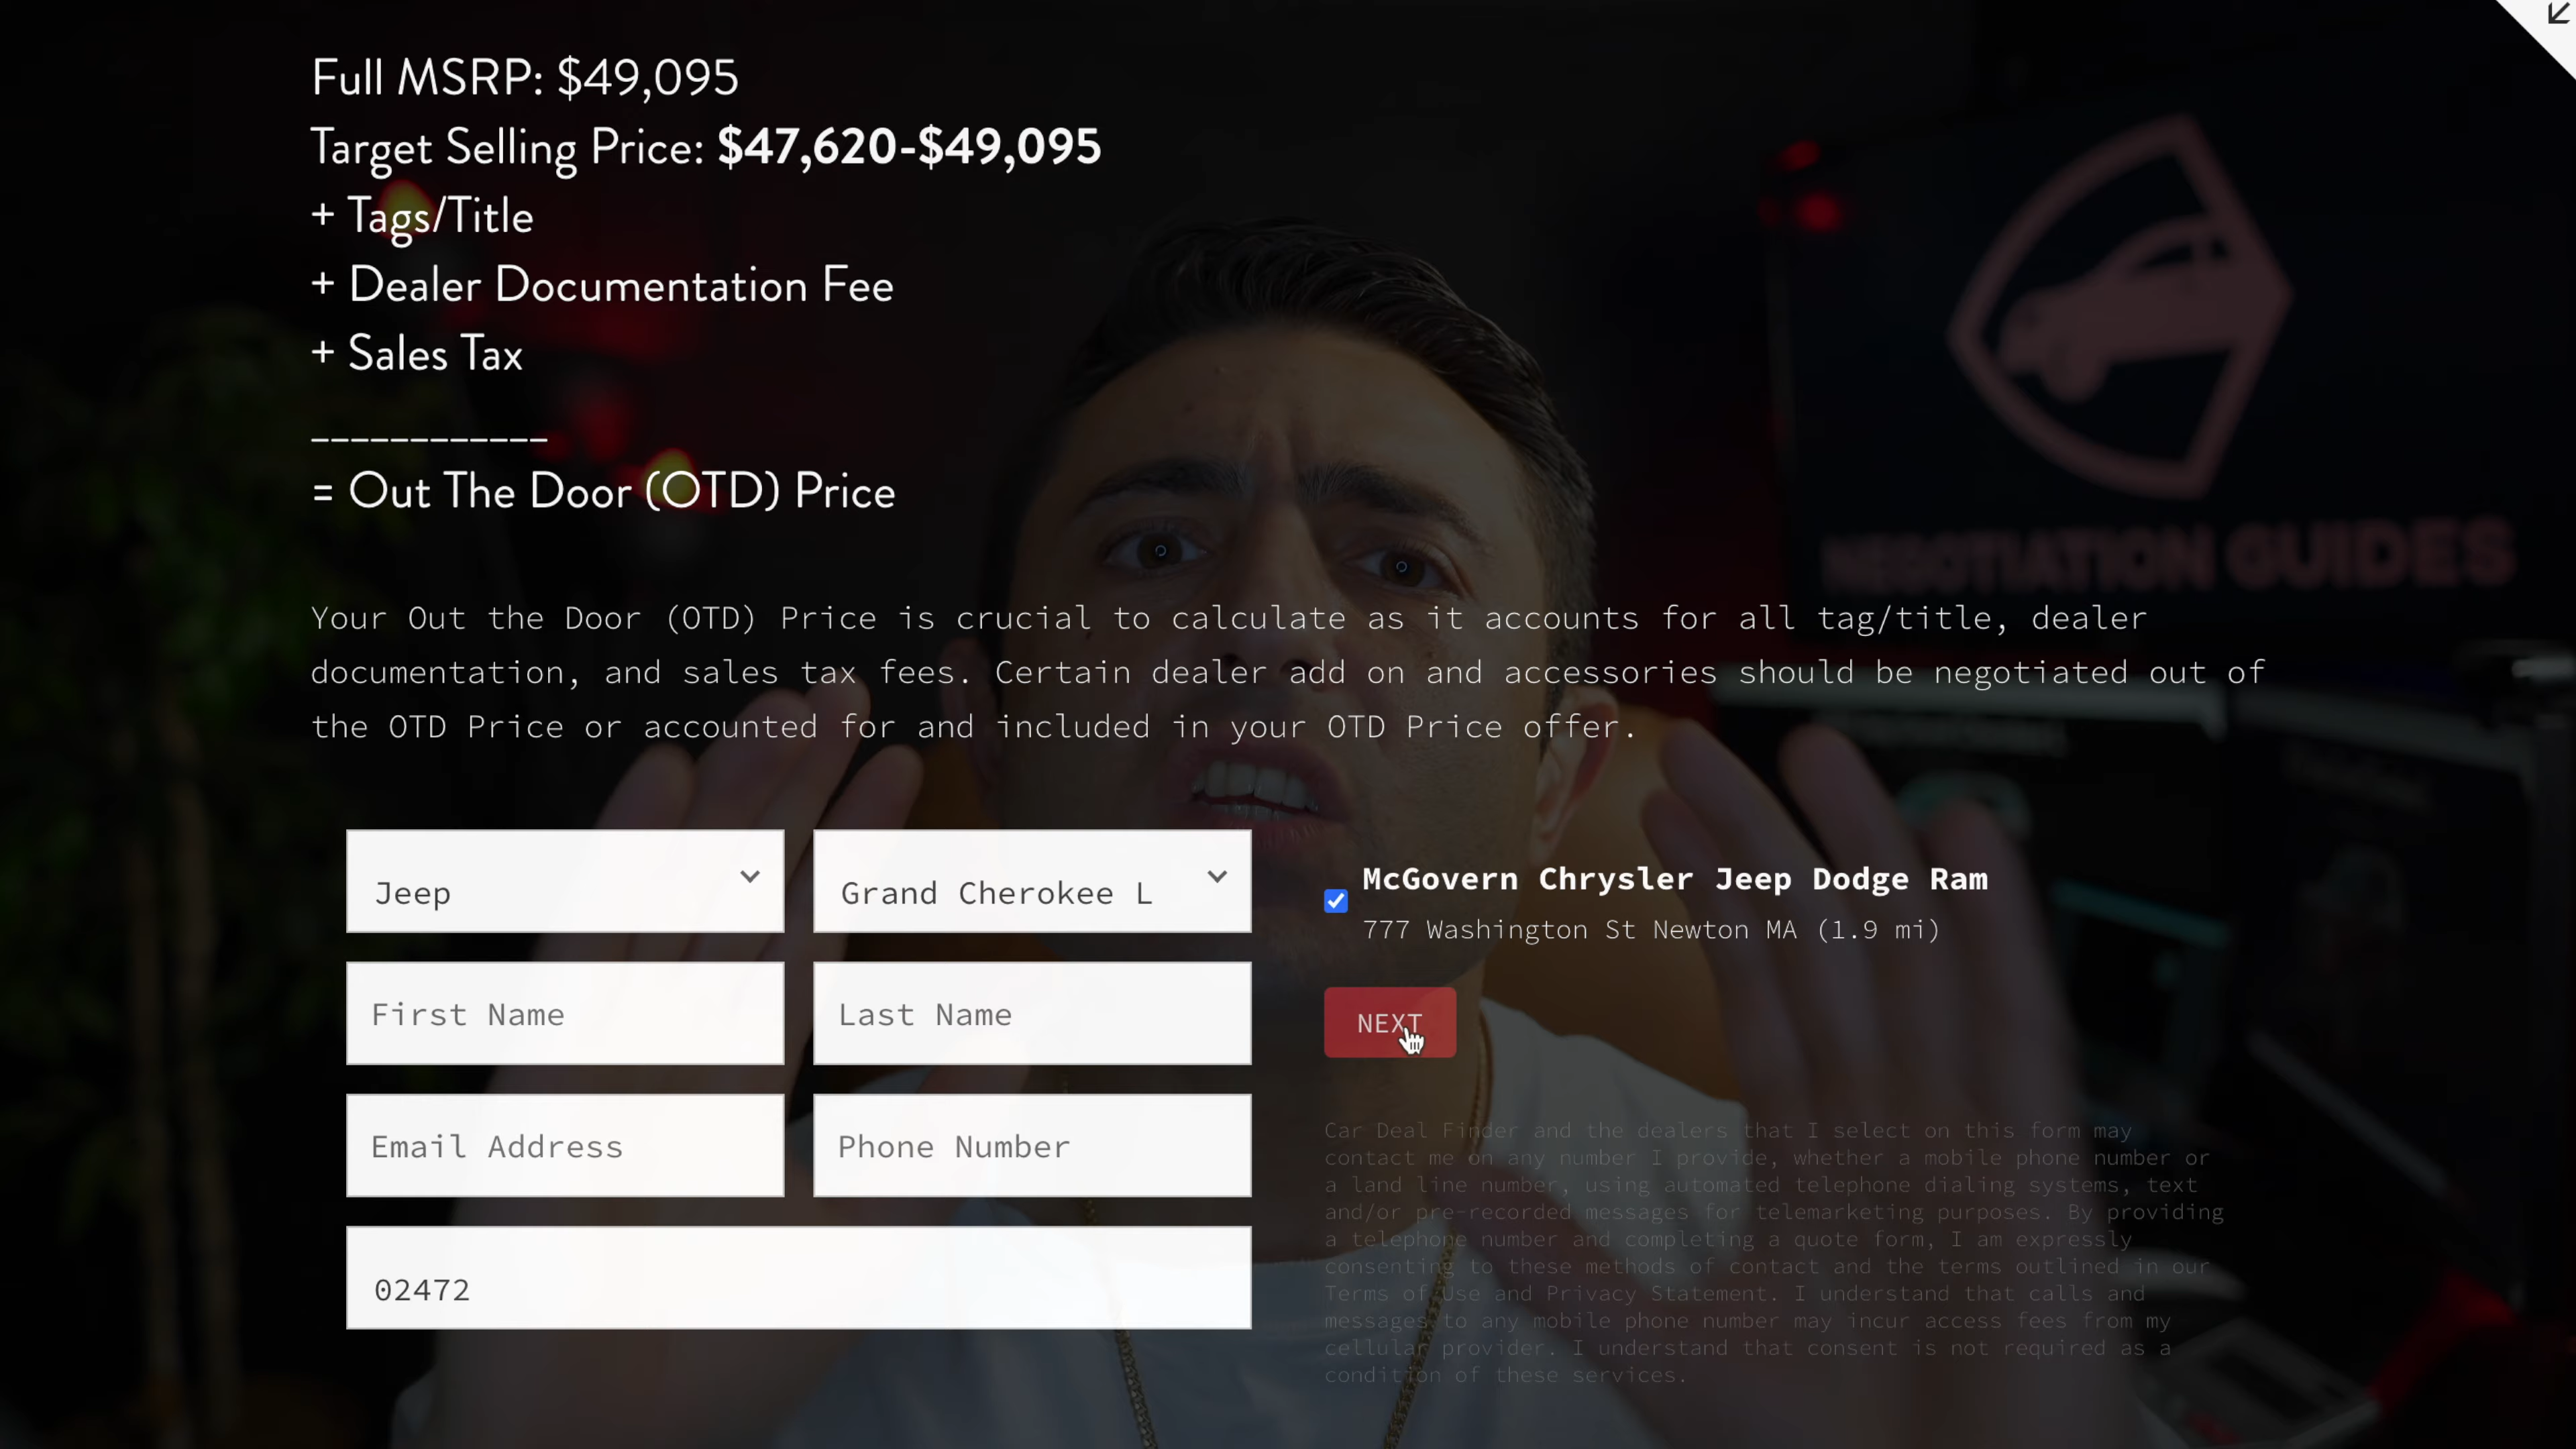 Full MSRP: $49,095
Target Selling Price: $47,620-$49,095
+ Tags/Title
+ Dealer Documentation Fee
+ Sales Tax
____________
= Out The Door (OTD) Price
NEGOTIATION GUIDES
Your Out the Door (OTD) Price is crucial to calculate as it accounts for all tag/title, dealer
documentation, and sales tax fees. Certain dealer add on and accessories should be negotiated out of
the OTD Price or accounted for and included in your OTD Price offer.
Jeep
Grand Cherokee L
First Name
Last Name
Email Address
Phone Number
02472
McGovern Chrysler Jeep Dodge Ram
777 Washington St Newton MA (1.9 mi)
NEXT
Car Deal Finder and the dealers that I select on this form may
contact me on any number I provide, whether a mobile phone number or
a land line number, using automated telephone dialing systems, text
and/or pre-recorded messages for telemarketing purposes. By providing
a telephone number and completing a quote form, I am expressly
consenting to these methods of contact and the terms outlined in our
Terms of Use and Privacy Statement. I understand that calls and
messages to any mobile phone number may incur access fees from my
cellular provider. I understand that consent is not required as a
condition of these services.